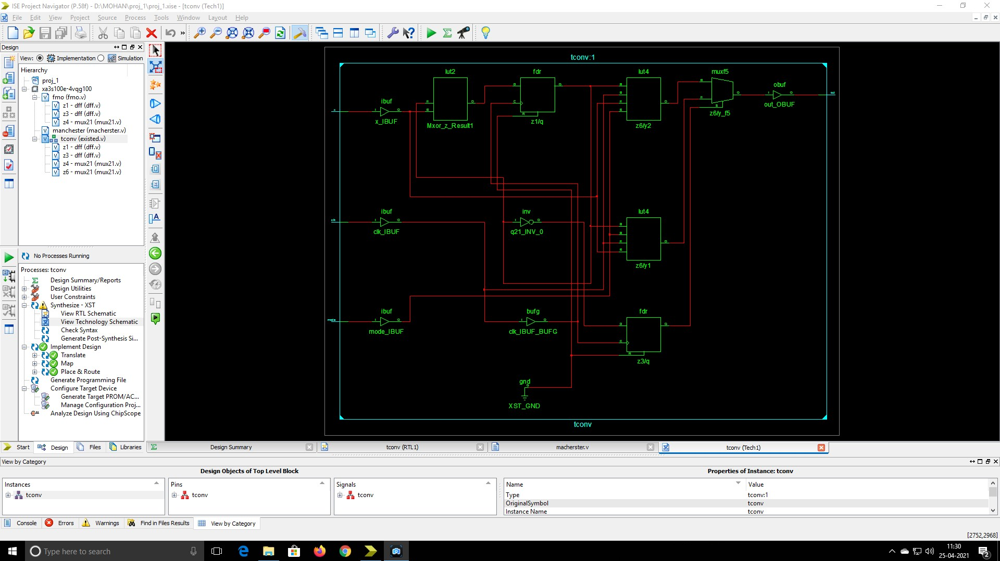 ISE Project Navigator (P.58f) - D:\MOHAN\proj_1\proj_1.xise - [tconv (Tech1)]
File Edit View Project Source Process Tools Window Layout Help
Design
View: Implementation Simulation
Hierarchy
proj_1
xa3s100e-4vqg100
fmo (fmo.v)
z1 - dff (dff.v)
z3 - dff (dff.v)
z4 - mux21 (mux21.v)
manchester (macherster.v)
tconv (existed.v)
z1 - dff (dff.v)
z3 - dff (dff.v)
z4 - mux21 (mux21.v)
z6 - mux21 (mux21.v)
No Processes Running
Processes: tconv
Design Summary/Reports
Design Utilities
User Constraints
Synthesize - XST
View RTL Schematic
View Technology Schematic
Check Syntax
Generate Post-Synthesis Si...
Implement Design
Translate
Map
Place & Route
Generate Programming File
Configure Target Device
Generate Target PROM/AC...
Manage Configuration Proj...
Analyze Design Using ChipScope
Start Design Files Libraries
tconv:1
lut2 fdr lut4 muxf5
ibuf obuf
x_IBUF Mxor_z_Result1 z1/q z6/y2 z6/y_f5 out_OBUF
ibuf inv lut4
clk
clk_IBUF q21_INV_0
z6/y1
ibuf bufg fdr
mode
mode_IBUF clk_IBUF_BUFG
z3/q
gnd
XST_GND
tconv
Design Summary tconv (RTL1) macherster.v tconv (Tech1)
View by Category
Design Objects of Top Level Block Properties of Instance: tconv
Instances Pins Signals Name Value
tconv tconv tconv Type tconv:1
OriginalSymbol tconv
Instance Name tconv
Console Errors Warnings Find in Files Results View by Category
[2752,2968]
Type here to search
11:30
25-04-2021
2